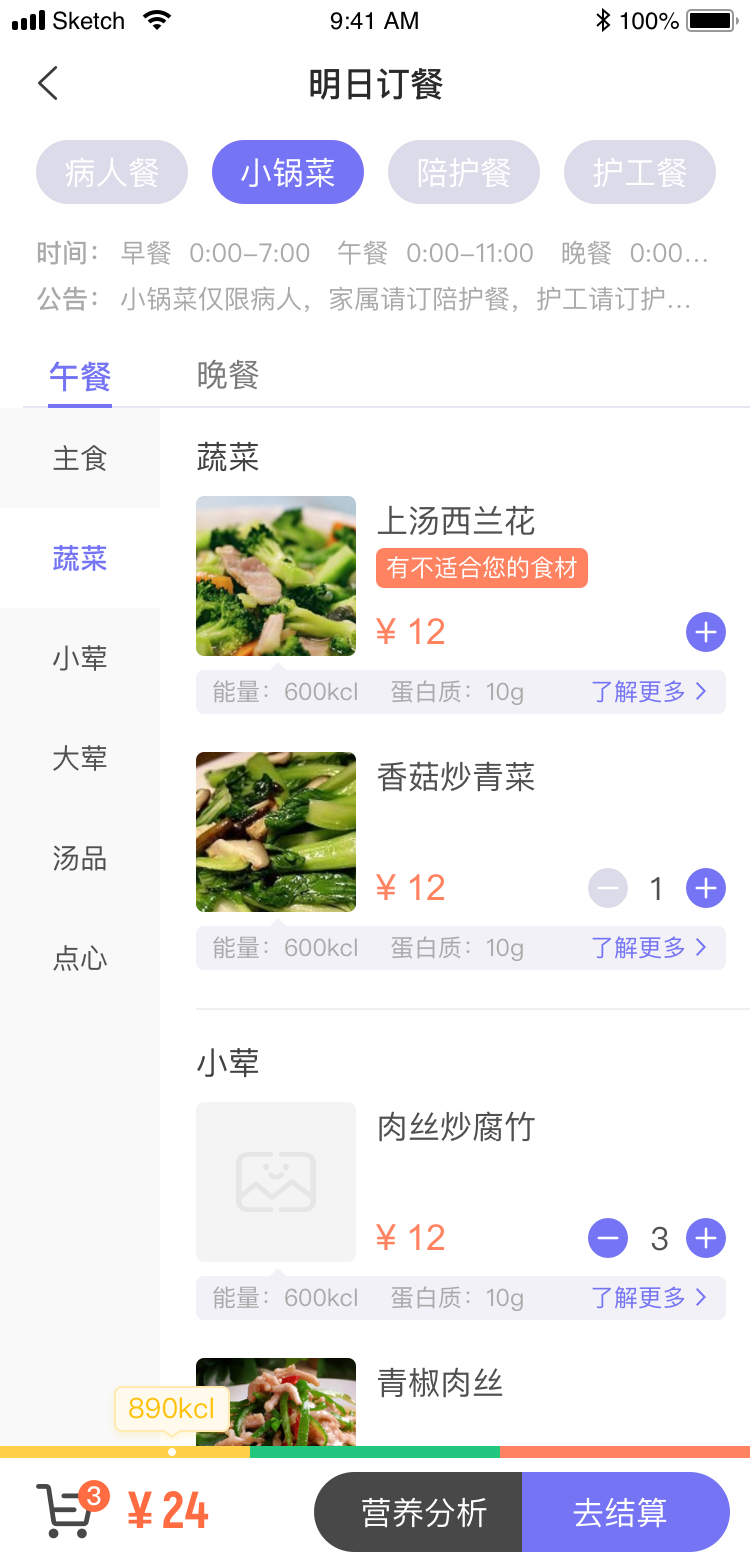 Sketch 9:41 AM 100%
明日订餐
病人餐 小锅菜 陪护餐 护工餐
时间： 早餐 0:00-7:00 午餐 0:00-11:00 晚餐 0:00...
公告： 小锅菜仅限病人，家属请订陪护餐，护工请订护...
午餐 晚餐
主食
蔬菜
小荤
大荤
汤品
点心
蔬菜
上汤西兰花
有不适合您的食材
¥ 12
能量：600kcl 蛋白质：10g 了解更多
香菇炒青菜
¥ 12 1
能量：600kcl 蛋白质：10g 了解更多
小荤
肉丝炒腐竹
¥ 12 3
能量：600kcl 蛋白质：10g 了解更多
青椒肉丝
890kcl
3 ¥ 24 营养分析 去结算